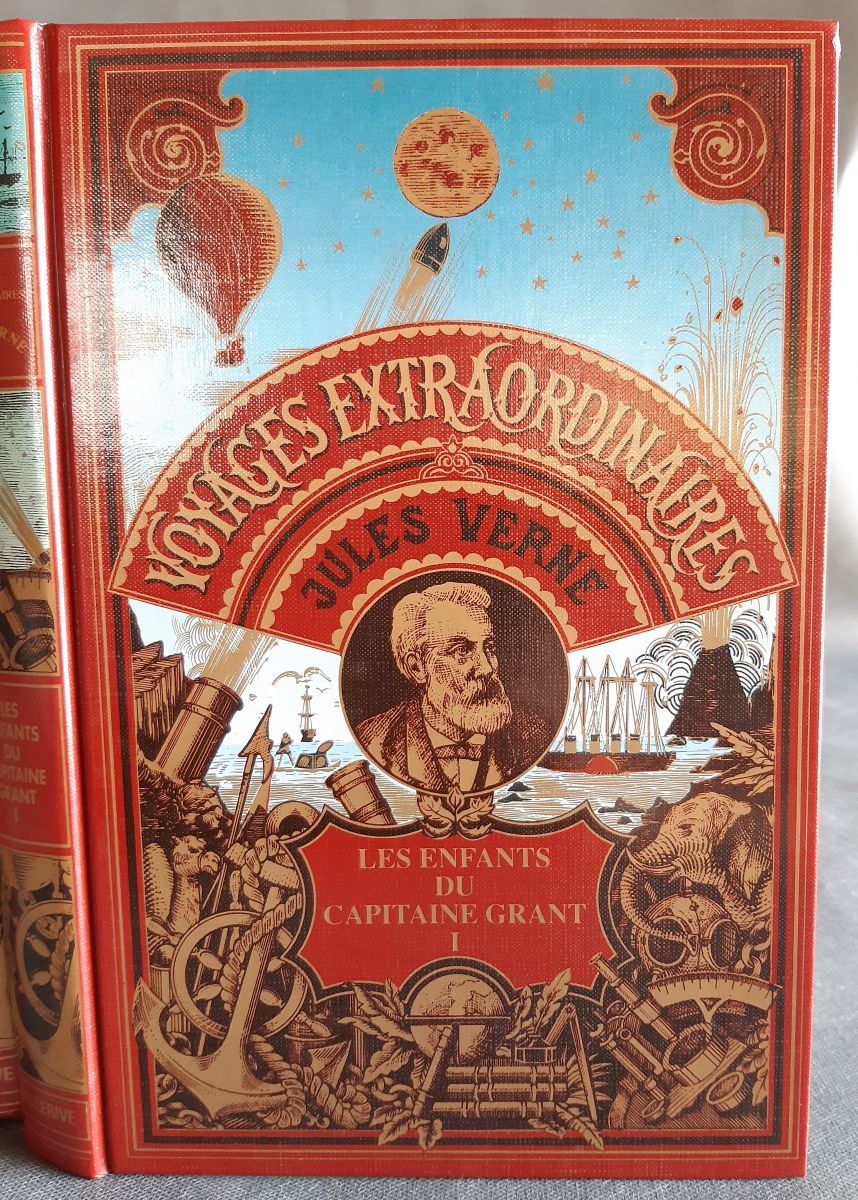 VOYAGES EXTRAORDINAIRES
JULES VERNE
LES ENFANTS
DU
CAPITAINE GRANT
I
LES
ENFANTS
DU
CAPITAINE
GRANT
I